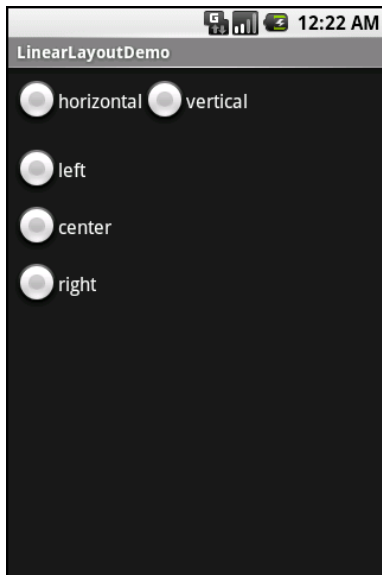 G 12:22 AM
LinearLayoutDemo
horizontal vertical
left
center
right